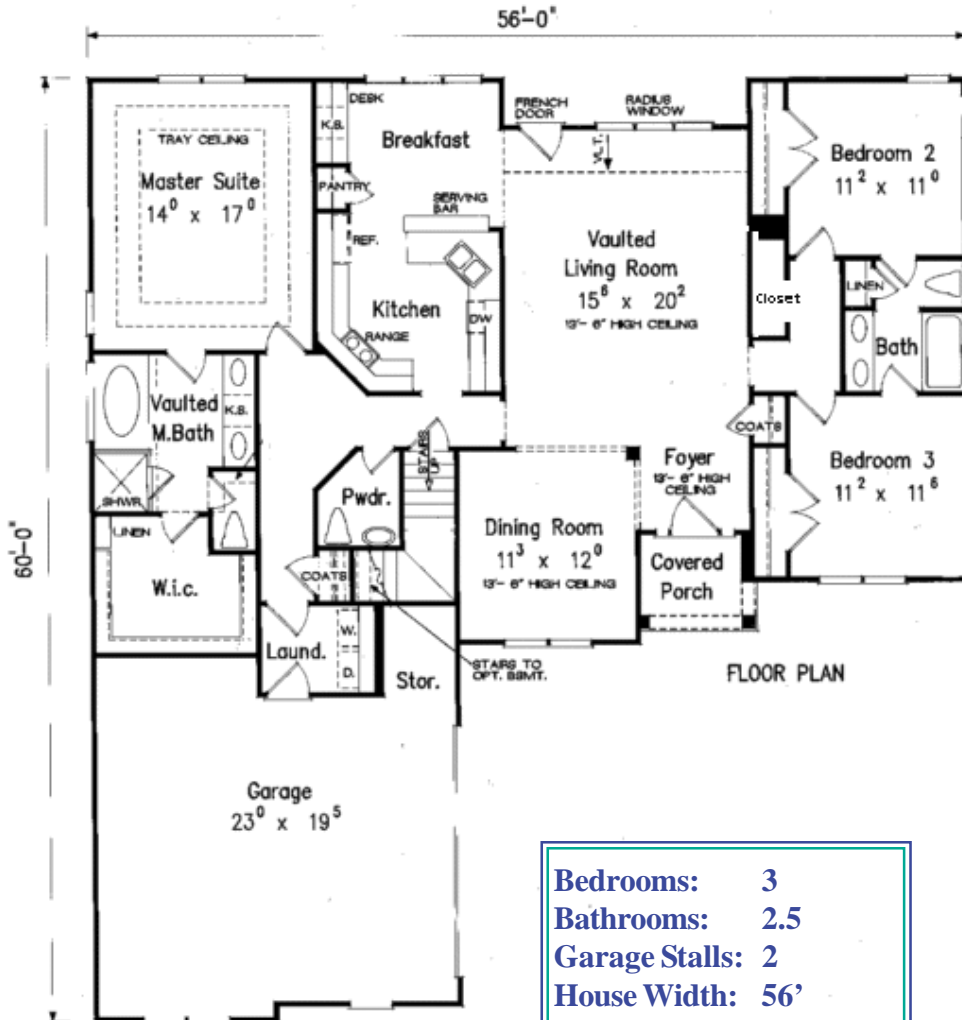 56'-0"
60'-0"
TRAY CEILING
Master Suite
14⁰ x 17⁰
DESK
K.S.
Breakfast
PANTRY
SERVING
BAR
REF.
Kitchen
RANGE
DW
FRENCH
DOOR
RADIUS
WINDOW
VLT.
Vaulted
Living Room
15⁶ x 20²
13'- 6" HIGH CEILING
Bedroom 2
11² x 11⁰
Closet
LINEN
Bath
Vaulted
M.Bath
K.S.
SHWR.
LINEN
W.i.c.
Pwdr.
STAIRS
UP
COATS
Dining Room
11³ x 12⁰
13'- 6" HIGH CEILING
Foyer
13'- 6" HIGH
CEILING
COATS
Bedroom 3
11² x 11⁶
Covered
Porch
Laund.
W.
D.
Stor.
STAIRS TO
OPT. BSMT.
FLOOR PLAN
Garage
23⁰ x 19⁵
Bedrooms: 3
Bathrooms: 2.5
Garage Stalls: 2
House Width: 56’